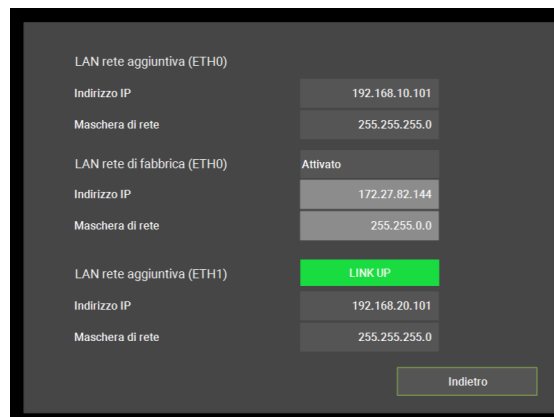 LAN rete aggiuntiva (ETH0)
Indirizzo IP 192.168.10.101
Maschera di rete 255.255.255.0
LAN rete di fabbrica (ETH0) Attivato
Indirizzo IP 172.27.82.144
Maschera di rete 255.255.0.0
LAN rete aggiuntiva (ETH1) LINK UP
Indirizzo IP 192.168.20.101
Maschera di rete 255.255.255.0
Indietro